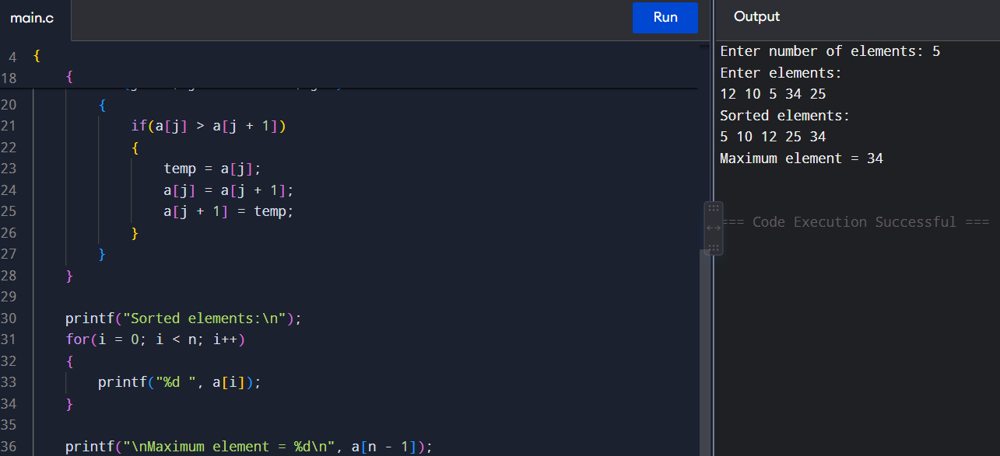 main.c
Run
4 {
18 {
20 {
21 if(a[j] > a[j + 1])
22 {
23 temp = a[j];
24 a[j] = a[j + 1];
25 a[j + 1] = temp;
26 }
27 }
28 }
29
30 printf("Sorted elements:\n");
31 for(i = 0; i < n; i++)
32 {
33 printf("%d ", a[i]);
34 }
35
36 printf("\nMaximum element = %d\n", a[n - 1]);
Output
Enter number of elements: 5
Enter elements:
12 10 5 34 25
Sorted elements:
5 10 12 25 34
Maximum element = 34
=== Code Execution Successful ===